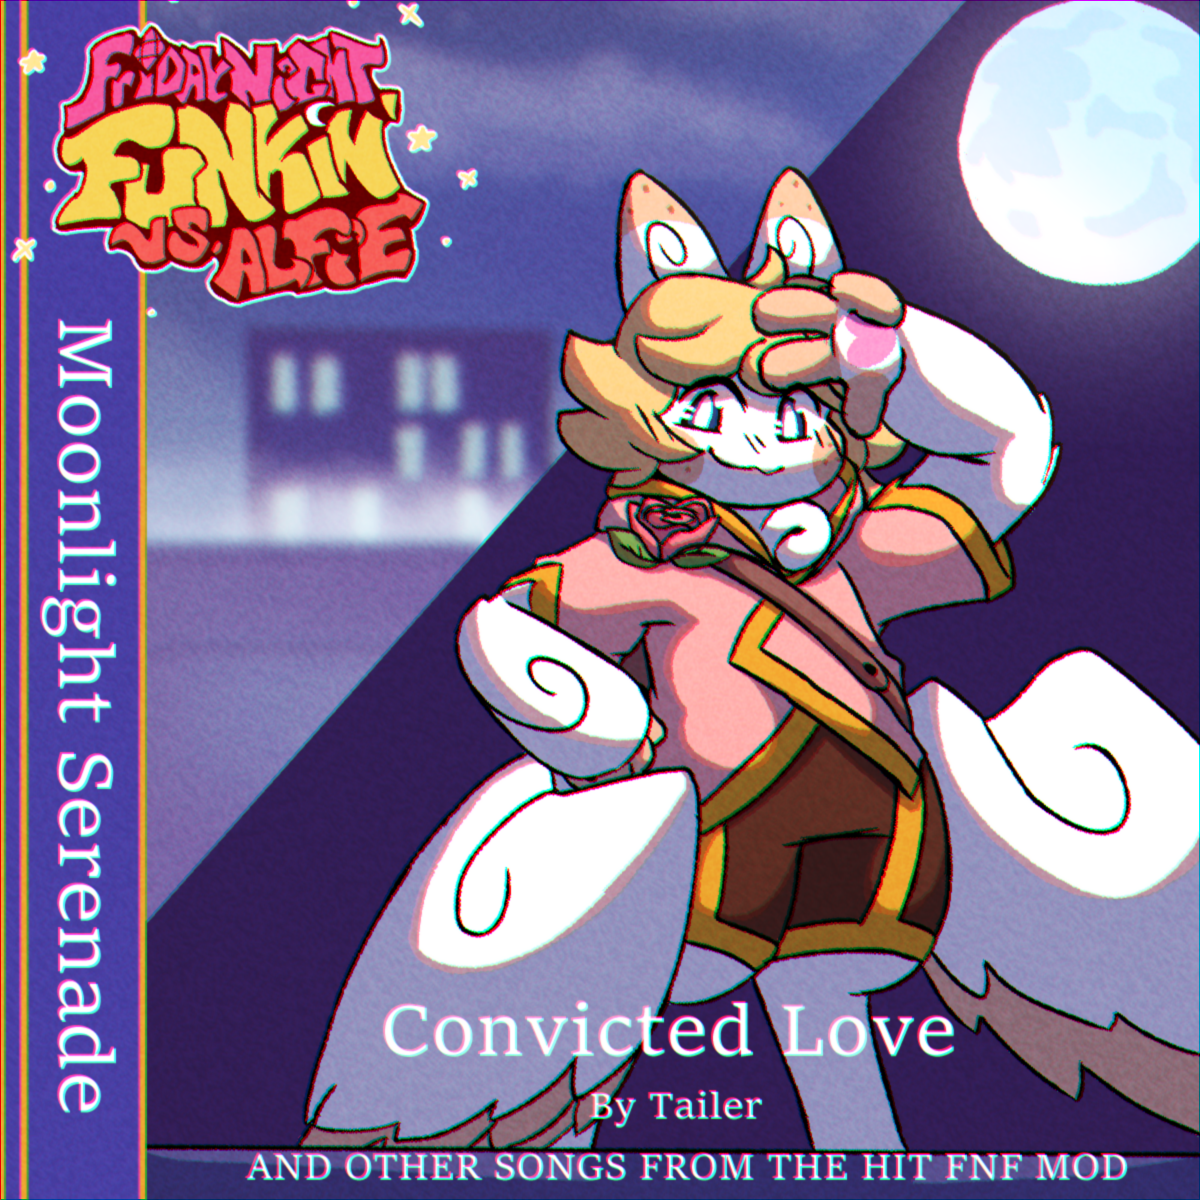 FRiDAY NiGHT
FUNKiN'
VS. ALFiE
Moonlight Serenade
Convicted Love
By Tailer
AND OTHER SONGS FROM THE HIT FNF MOD